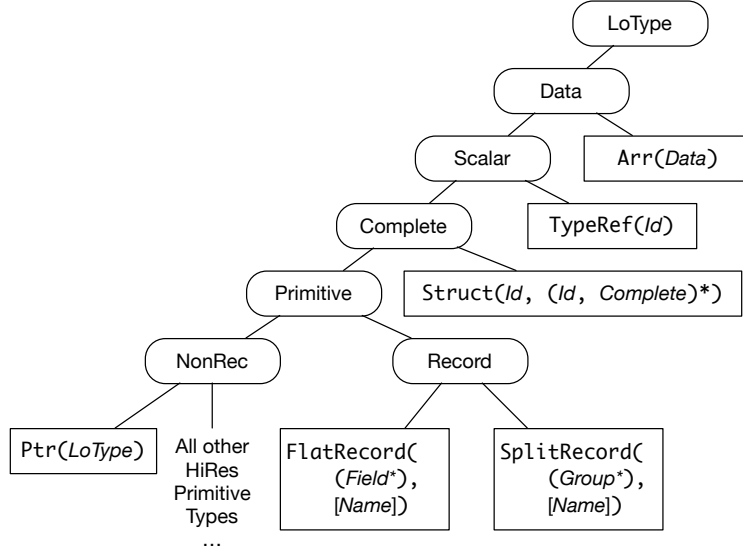 LoType
Data
Scalar
Arr(Data)
Complete
TypeRef(Id)
Primitive
Struct(Id, (Id, Complete)*)
NonRec
Record
Ptr(LoType)
All other
HiRes
Primitive
Types
...
FlatRecord(
(Field*),
[Name])
SplitRecord(
(Group*),
[Name])